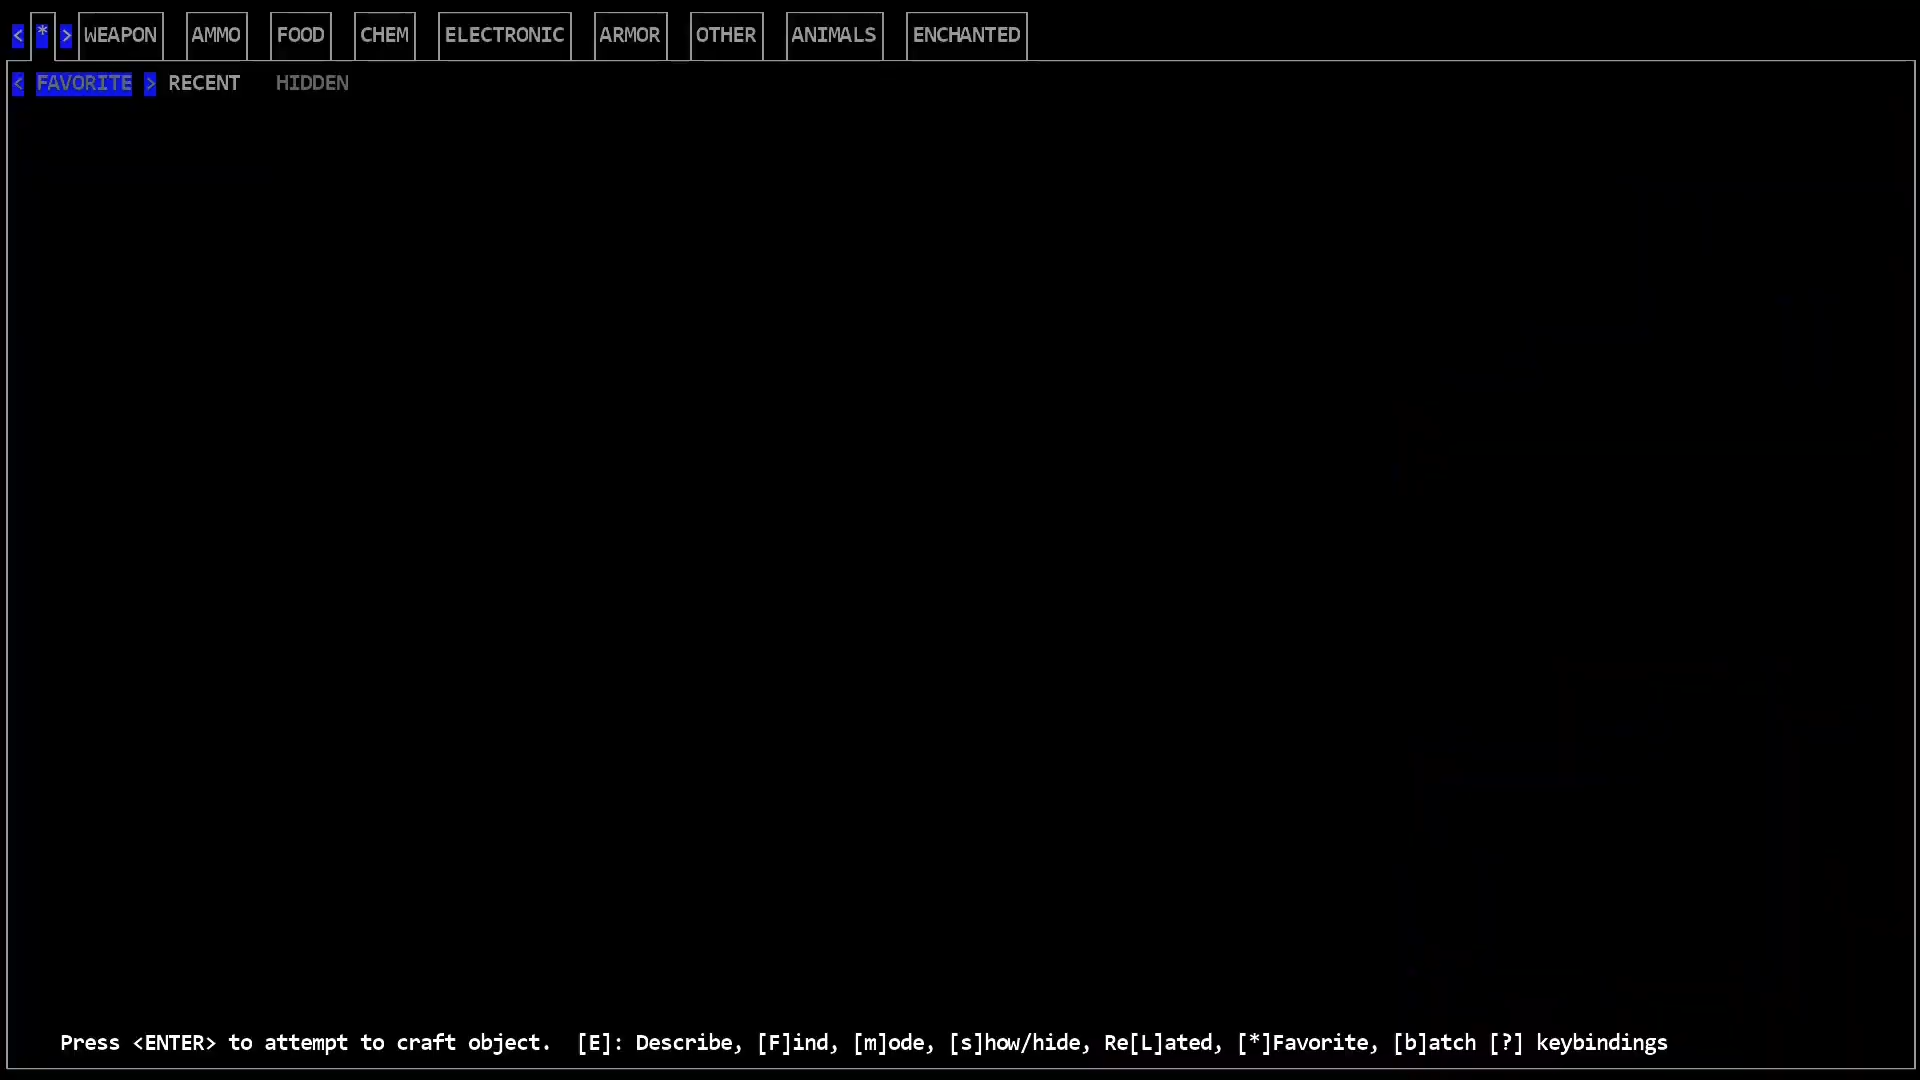 < * > WEAPON AMMO FOOD CHEM ELECTRONIC ARMOR OTHER ANIMALS ENCHANTED
< FAVORITE > RECENT HIDDEN
Press <ENTER> to attempt to craft object. [E]: Describe, [F]ind, [m]ode, [s]how/hide, Re[L]ated, [*]Favorite, [b]atch [?] keybindings